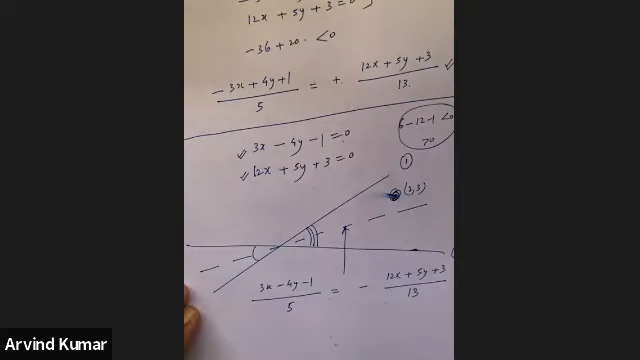 12x + 5y + 3 = 0
-36 + 20 < 0
-3x + 4y + 1 / 5 = + 12x + 5y + 3 / 13
3x - 4y - 1 = 0
6 - 12 - 1 < 0
>0
12x + 5y + 3 = 0
1
(2,3)
3x - 4y - 1 / 5 = - 12x + 5y + 3 / 13
Arvind Kumar